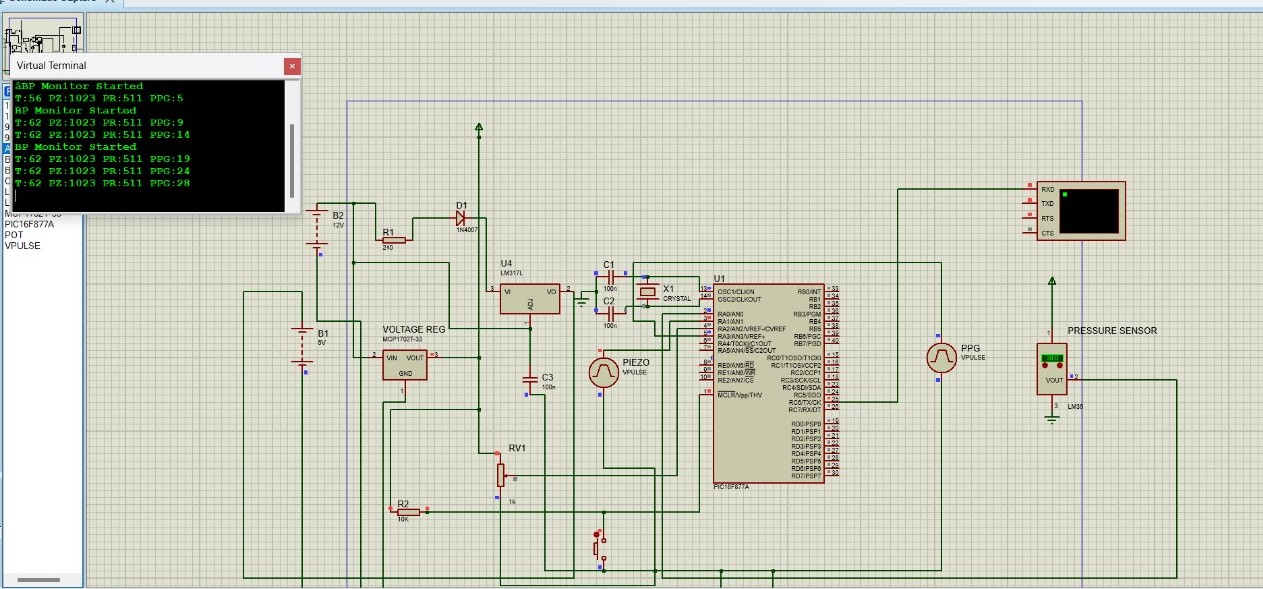 Schematic Capture X
Virtual Terminal
âBP Monitor Started
T:56 PZ:1023 PR:511 PPG:5
BP Monitor Started
T:62 PZ:1023 PR:511 PPG:9
T:62 PZ:1023 PR:511 PPG:14
BP Monitor Started
T:62 PZ:1023 PR:511 PPG:19
T:62 PZ:1023 PR:511 PPG:24
T:62 PZ:1023 PR:511 PPG:28
PIC16F877A
POT
VPULSE
B2
12V
R1
240
D1
1N4007
U4
LM317L
3
VI
VO
2
ADJ
1
B1
VOLTAGE REG
MCP1702T-33
2
VIN
VOUT
3
GND
1
C1
100n
C2
100n
X1
CRYSTAL
C3
100n
PIEZO
VPULSE
RV1
1k
R2
10K
U1
OSC1/CLKIN
OSC2/CLKOUT
RA0/AN0
RA1/AN1
RA2/AN2/VREF-/CVREF
RA3/AN3/VREF+
RA4/T0CKI/C1OUT
RA5/AN4/SS/C2OUT
RE0/AN5/RD
RE1/AN6/WR
RE2/AN7/CS
MCLR/Vpp/THV
RB0/INT
RB1
RB2
RB3/PGM
RB4
RB5
RB6/PGC
RB7/PGD
RC0/T1OSO/T1CKI
RC1/T1OSI/CCP2
RC2/CCP1
RC3/SCK/SCL
RC4/SDI/SDA
RC5/SDO
RC6/TX/CK
RC7/RX/DT
RD0/PSP0
RD1/PSP1
RD2/PSP2
RD3/PSP3
RD4/PSP4
RD5/PSP5
RD6/PSP6
RD7/PSP7
PIC16F877A
PPG
VPULSE
RXD
TXD
RTS
CTS
PRESSURE SENSOR
1
VOUT
2
3
LM35